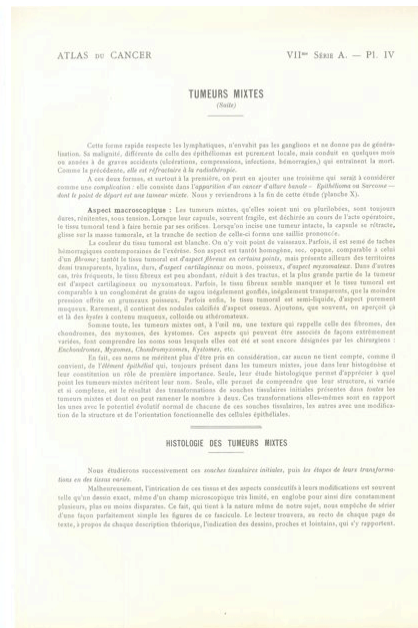 ATLAS DU CANCER
VIIme SÉRIE A. — Pl. IV
TUMEURS MIXTES
(Suite)
Cette forme rapide respecte les lymphatiques, n'envahit pas les ganglions et ne donne pas de généra-
lisation. Sa malignité, différente de celle des épithéliomas est purement locale, mais conduit en quelques mois
ou années à de graves accidents (ulcérations, compressions, infections, hémorragies,) qui entraînent la mort.
Comme la précédente, elle est réfractaire à la radiothérapie.
A ces deux formes, et surtout à la première, on peut en ajouter une troisième qui serait à considérer
comme une complication : elle consiste dans l'apparition d'un cancer d'allure banale — Epithélioma ou Sarcome —
dont le point de départ est une tumeur mixte. Nous y reviendrons à la fin de cette étude (planche X).
Aspect macroscopique : Les Tumeurs mixtes, qu'elles soient uni ou plurilobées, sont toujours
dures, rénitentes, sous tension. Lorsque leur capsule, souvent fragile, est déchirée au cours de l'acte opératoire,
le tissu tumoral tend à faire hernie par ses orifices. Lorsqu'on incise une tumeur intacte, la capsule se rétracte,
glisse sur la masse tumorale, et la tranche de section de celle-ci forme une saillie prononcée.
La couleur du tissu tumoral est blanche. On n'y voit point de vaisseaux. Parfois, il est semé de taches
hémorragiques contemporaines de l'exérèse. Son aspect est tantôt homogène, sec, opaque, comparable à celui
d'un fibrome; tantôt le tissu tumoral est d'aspect fibreux en certains points, mais présente ailleurs des territoires
demi transparents, hyalins, durs, d'aspect cartilagineux ou mous, poisseux, d'aspect myxomateux. Dans d'autres
cas, très fréquents, le tissu fibreux est peu abondant, réduit à des tractus, et la plus grande partie de la tumeur
est d'aspect cartilagineux ou myxomateux. Parfois, le tissu fibreux semble manquer et le tissu tumoral est
comparable à un conglomérat de grains de sagou inégalement gonflés, inégalement transparents, que la moindre
pression effrite en grumeaux poisseux. Parfois enfin, le tissu tumoral est semi-liquide, d'aspect purement
muqueux. Rarement, il contient des nodules calcifiés d'aspect osseux. Ajoutons, que souvent, on aperçoit çà
et là des kystes à contenu muqueux, colloïde ou athéromateux.
Somme toute, les tumeurs mixtes ont, à l'œil nu, une texture qui rappelle celle des fibromes, des
chondromes, des myxomes, des kystomes. Ces aspects qui peuvent être associés de façons extrêmement
variées, font comprendre les noms sous lesquels elles ont été et sont encore désignées par les chirurgiens :
Enchondromes, Myxomes, Chondromyxomes, Kystomes, etc.
En fait, ces noms ne méritent plus d'être pris en considération, car aucun ne tient compte, comme il
convient, de l'élément épithélial qui, toujours présent dans les tumeurs mixtes, joue dans leur histogénèse et
leur constitution un rôle de première importance. Seule, leur étude histologique permet d'apprécier à quel
point les tumeurs mixtes méritent leur nom. Seule, elle permet de comprendre que leur structure, si variée
et si complexe, est le résultat des transformations de souches tissulaires initiales présentes dans toutes les
tumeurs mixtes et dont on peut ramener le nombre à deux. Ces transformations elles-mêmes sont en rapport
les unes avec le potentiel évolutif normal de chacune de ces souches tissulaires, les autres avec une modifica-
tion de la structure et de l'orientation fonctionnelle des cellules épithéliales.
HISTOLOGIE DES TUMEURS MIXTES
Nous étudierons successivement ces souches tissulaires initiales, puis les étapes de leurs transforma-
tions en des tissus variés.
Malheureusement, l'intrication de ces tissus et des aspects consécutifs à leurs modifications est souvent
telle qu'un dessin exact, même d'un champ microscopique très limité, en englobe pour ainsi dire constamment
plusieurs, plus ou moins disparates. Ce fait, qui tient à la nature même de notre sujet, nous empêche de sérier
d'une façon parfaitement simple les figures de ce fascicule. Le lecteur trouvera, au recto de chaque page de
texte, à propos de chaque description théorique, l'indication des dessins, proches et lointains, qui s'y rapportent.